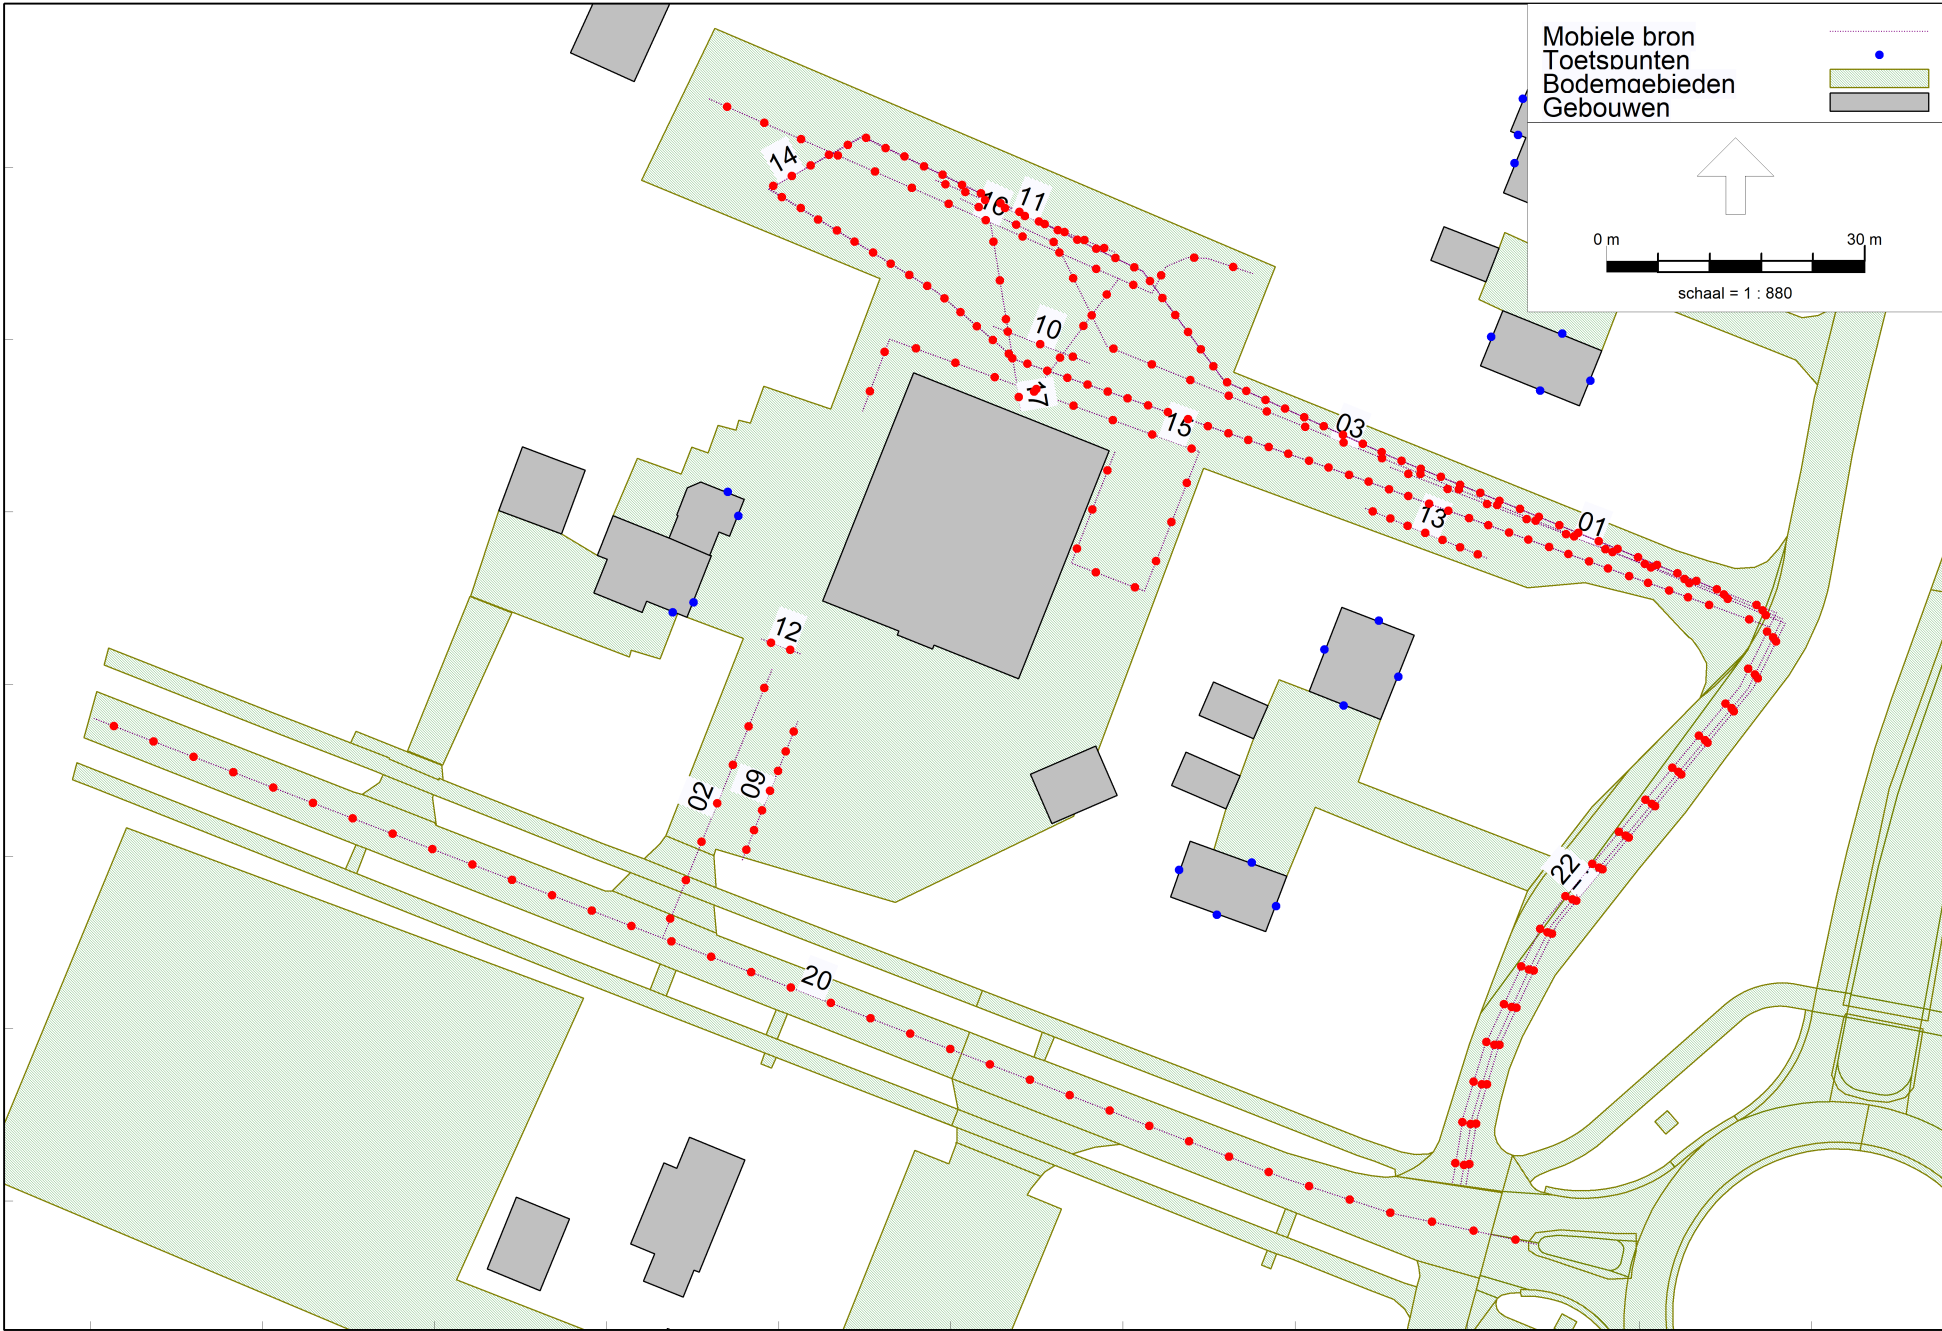 Mobiele bron
Toetspunten
Bodemgebieden
Gebouwen
0 m 30 m
schaal = 1 : 880
14
16
11
10
17
15
03
13
01
12
02
09
22
20